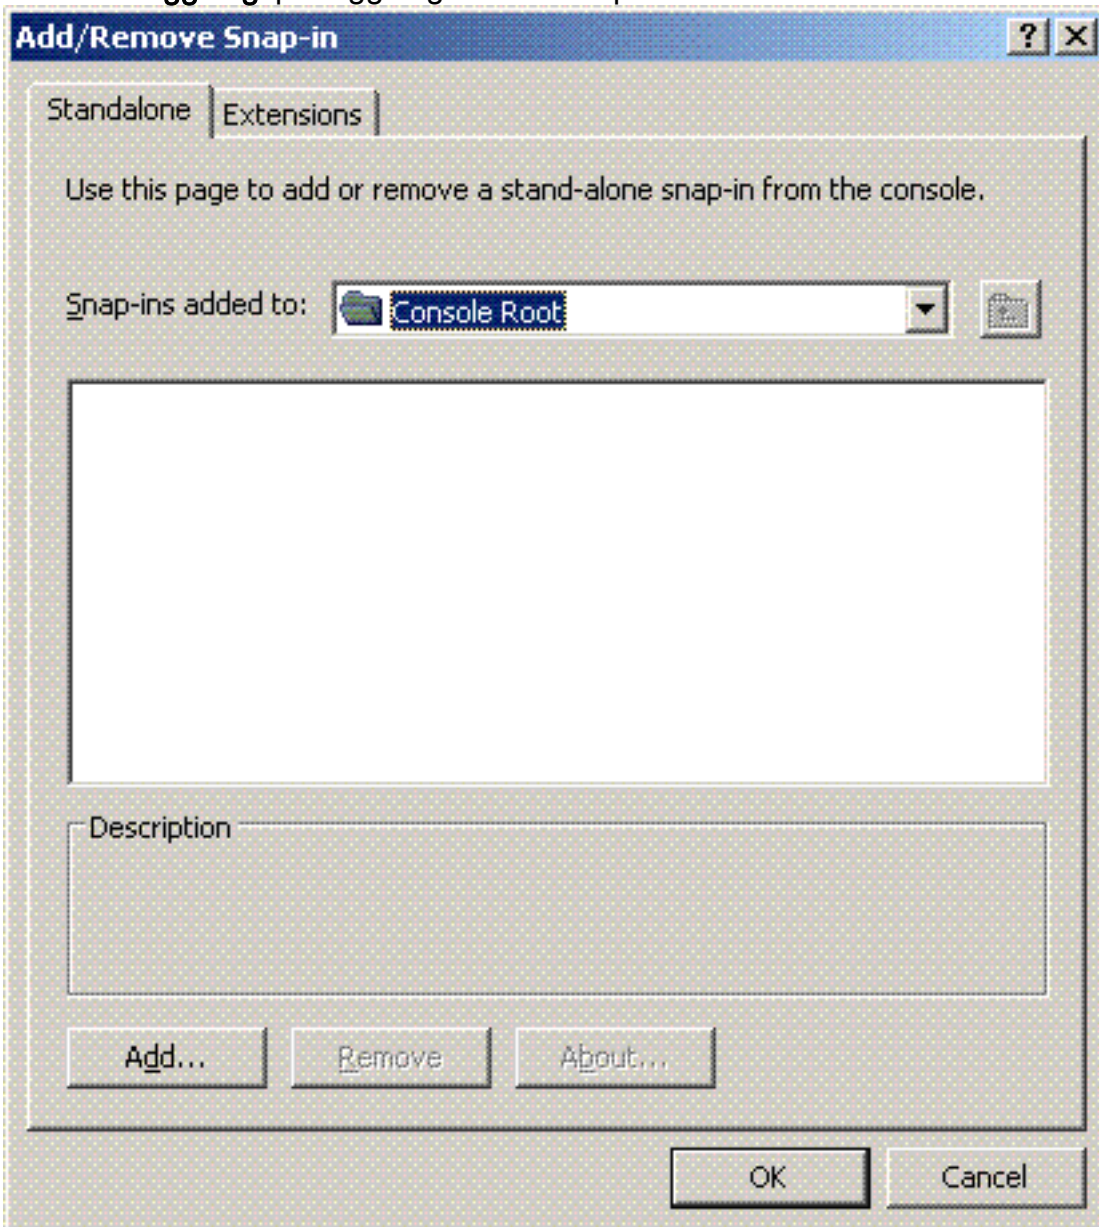 Add/Remove Snap-in
Standalone
Extensions
Use this page to add or remove a stand-alone snap-in from the console.
Snap-ins added to:
Console Root
Description
Add...
Remove
About...
OK
Cancel